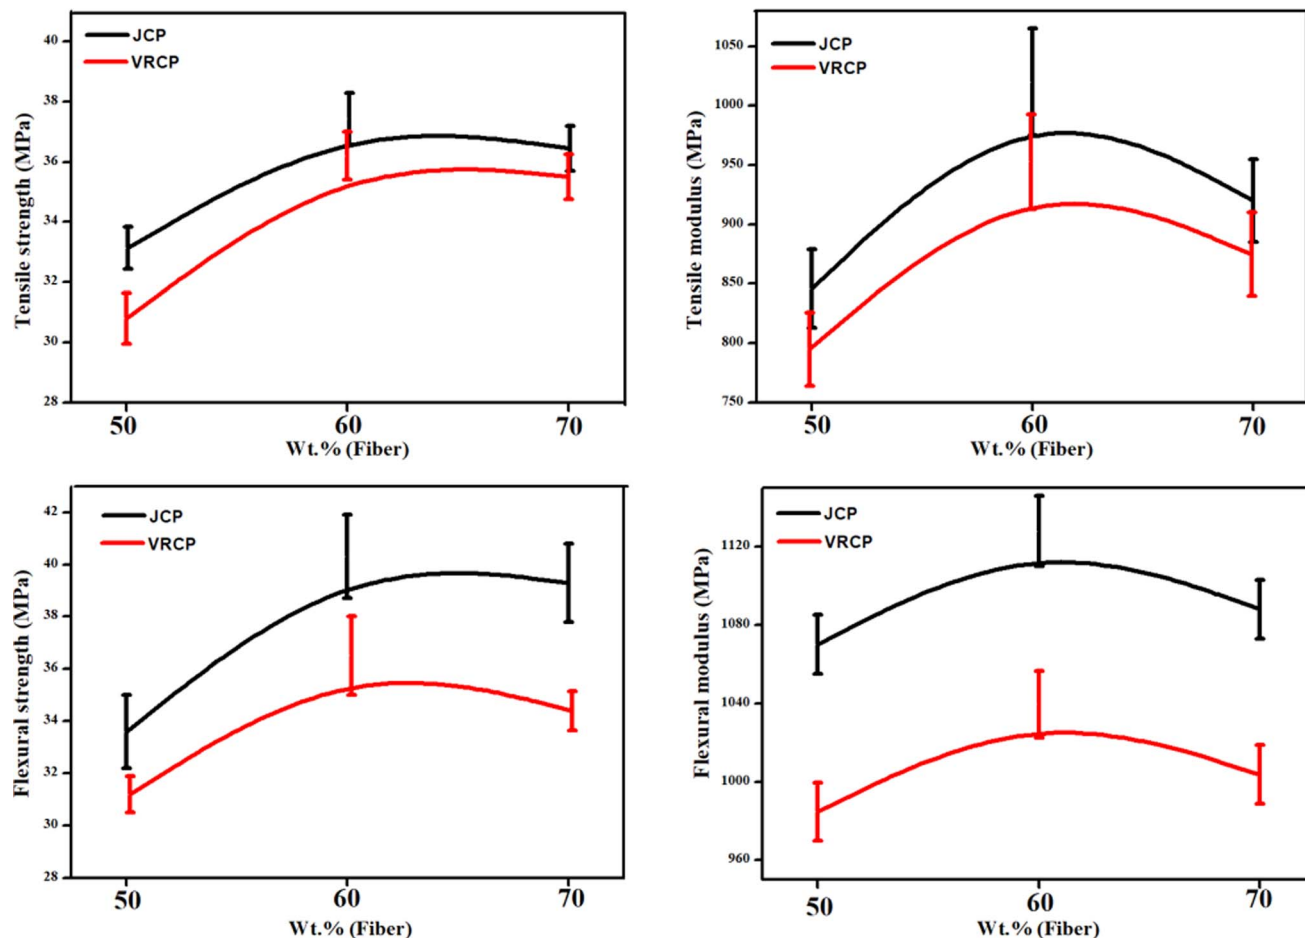 40
38
36
34
32
30
28
Tensile strength (MPa)
JCP
VRCP
50 60 70
Wt.% (Fiber)
1050
1000
950
900
850
800
750
Tensile modulus (MPa)
JCP
VRCP
50 60 70
Wt.% (Fiber)
42
40
38
36
34
32
30
28
Flexural strength (MPa)
JCP
VRCP
50 60 70
Wt.% (Fiber)
1120
1080
1040
1000
960
Flexural modulus (MPa)
JCP
VRCP
50 60 70
Wt.% (Fiber)